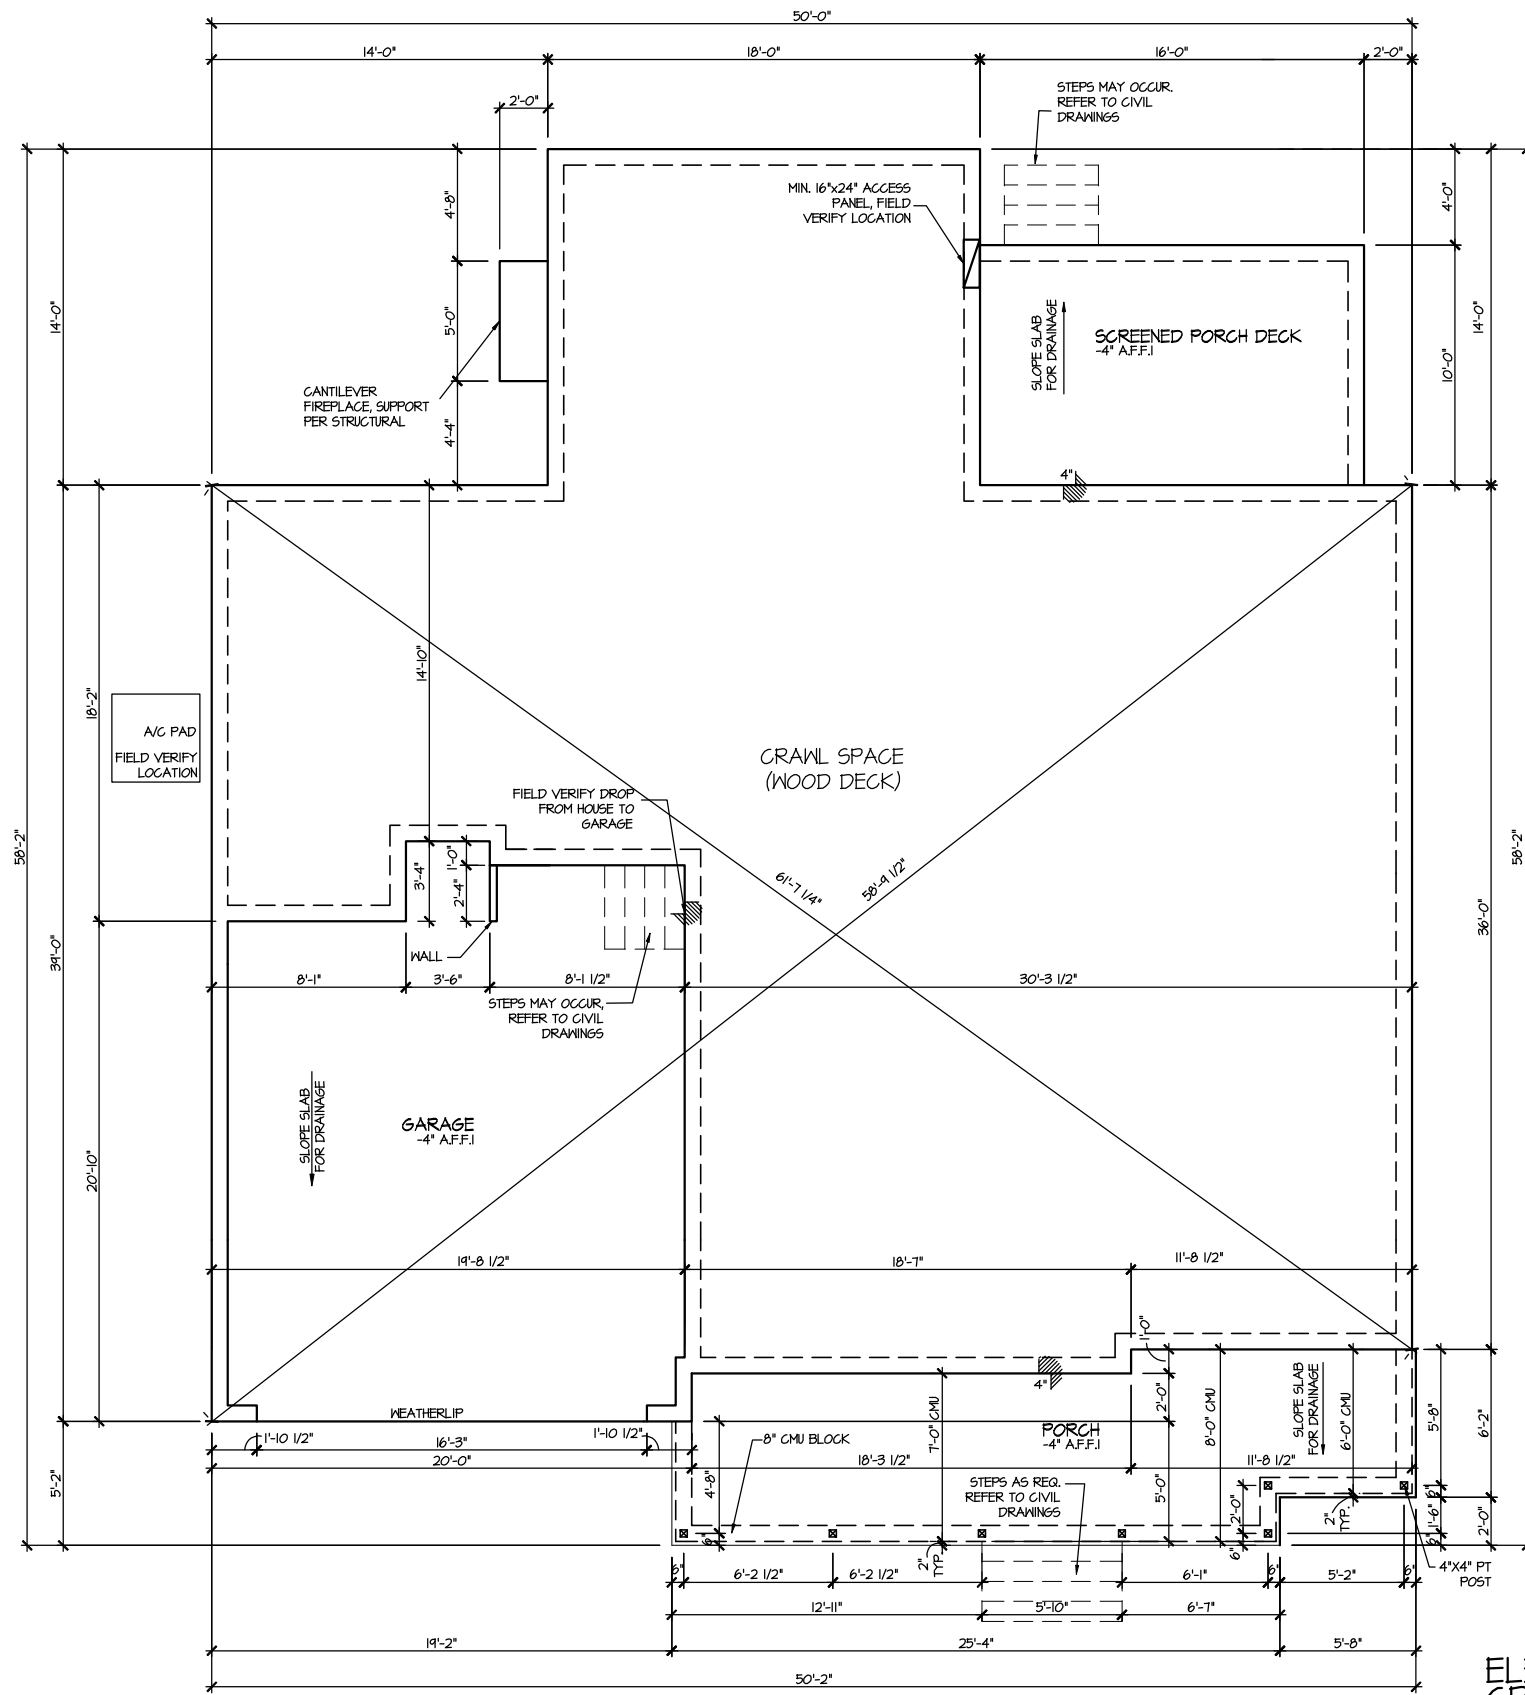 50'-0"
14'-0"
18'-0"
16'-0"
2'-0"
2'-0"
STEPS MAY OCCUR.
REFER TO CIVIL
DRAWINGS
4'-8"
MIN. 16"x24" ACCESS
PANEL, FIELD
VERIFY LOCATION
4'-0"
14'-0"
5'-0"
SLOPE SLAB
FOR DRAINAGE
SCREENED PORCH DECK
-4" A.F.F.I
10'-0"
14'-0"
CANTILEVER
FIREPLACE, SUPPORT
PER STRUCTURAL
4'-4"
4"
14'-10"
18'-2"
A/C PAD
FIELD VERIFY
LOCATION
CRAWL SPACE
(WOOD DECK)
FIELD VERIFY DROP
FROM HOUSE TO
GARAGE
58'-2"
58'-2"
3'-4"
1'-0"
2'-4"
61'-7 1/4"
58'-9 1/2"
39'-0"
36'-0"
WALL
8'-1"
3'-6"
8'-1 1/2"
30'-3 1/2"
STEPS MAY OCCUR,
REFER TO CIVIL
DRAWINGS
SLOPE SLAB
FOR DRAINAGE
GARAGE
-4" A.F.F.I
20'-10"
19'-8 1/2"
18'-7"
11'-8 1/2"
1'-0"
4"
2'-0"
WEATHERLIP
7'-0" CMU
PORCH
-4" A.F.F.I
8'-0" CMU
SLOPE SLAB
FOR DRAINAGE
6'-0" CMU
5'-8"
6'-2"
1'-10 1/2"
16'-3"
1'-10 1/2"
8" CMU BLOCK
20'-0"
18'-3 1/2"
11'-8 1/2"
5'-2"
4'-8"
STEPS AS REQ.
REFER TO CIVIL
DRAWINGS
5'-0"
2'-0"
2"
TYP.
6"
1'-6"
6"
2'-0"
6"
2"
TYP.
6"
6"
6'-2 1/2"
6'-2 1/2"
6'-1"
6"
5'-2"
6"
4"X4" PT
POST
12'-11"
5'-10"
6'-7"
19'-2"
25'-4"
5'-8"
50'-2"